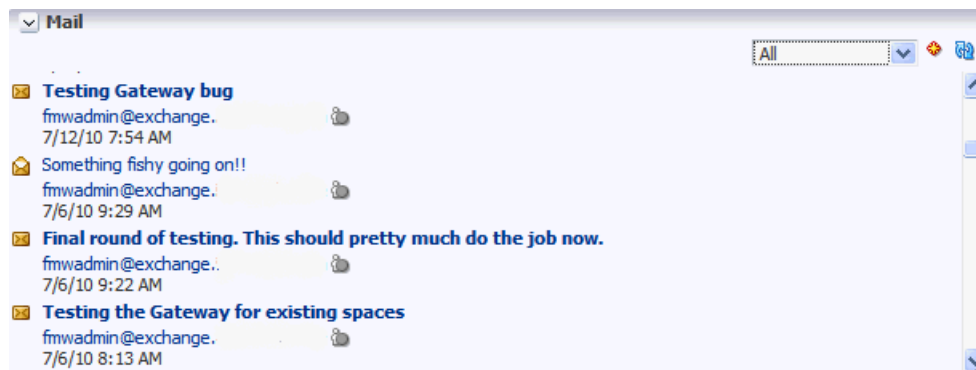 Mail
All
Testing Gateway bug
fmwadmin@exchange.
7/12/10 7:54 AM
Something fishy going on!!
fmwadmin@exchange.
7/6/10 9:29 AM
Final round of testing. This should pretty much do the job now.
fmwadmin@exchange.
7/6/10 9:22 AM
Testing the Gateway for existing spaces
fmwadmin@exchange.
7/6/10 8:13 AM